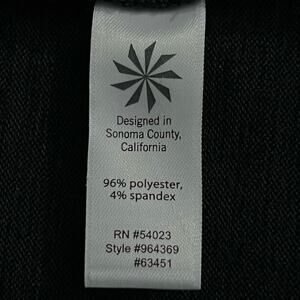 Designed in
Sonoma County,
California
96% polyester,
4% spandex
RN #54023
Style #964369
#63451